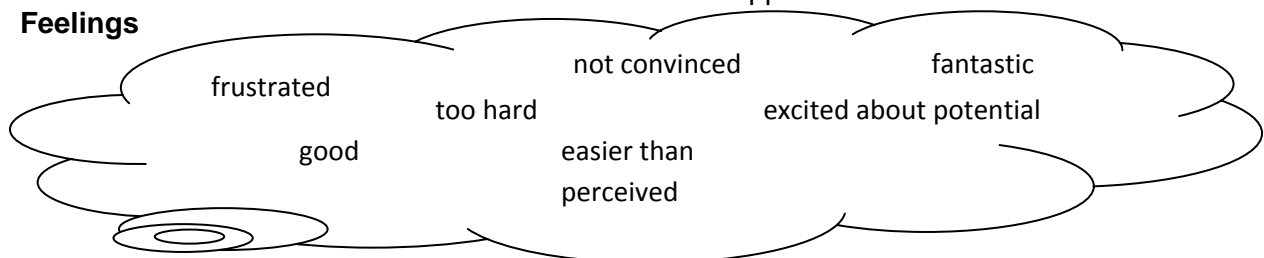 Feelings
not convinced
fantastic
frustrated
too hard
excited about potential
good
easier than
perceived